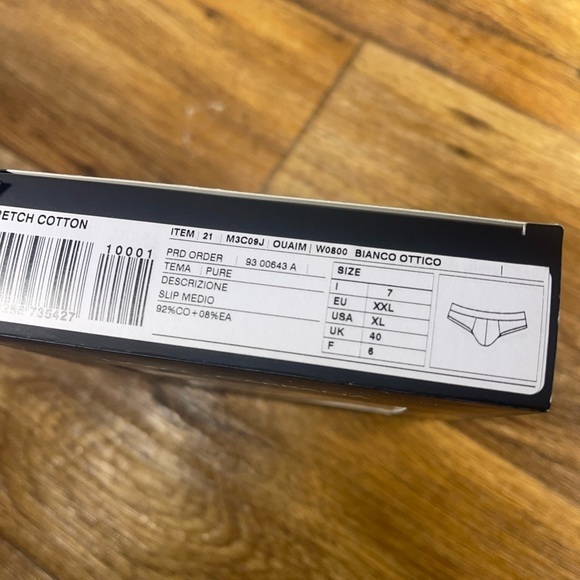 RETCH COTTON
10001
735427
ITEM | 21 | M3C09J | OUAIM | W0800 BIANCO OTTICO
PRD ORDER | 93 00643 A
TEMA | PURE
DESCRIZIONE
SLIP MEDIO
92%CO+08%EA
SIZE
I 7
EU XXL
USA XL
UK 40
F 6